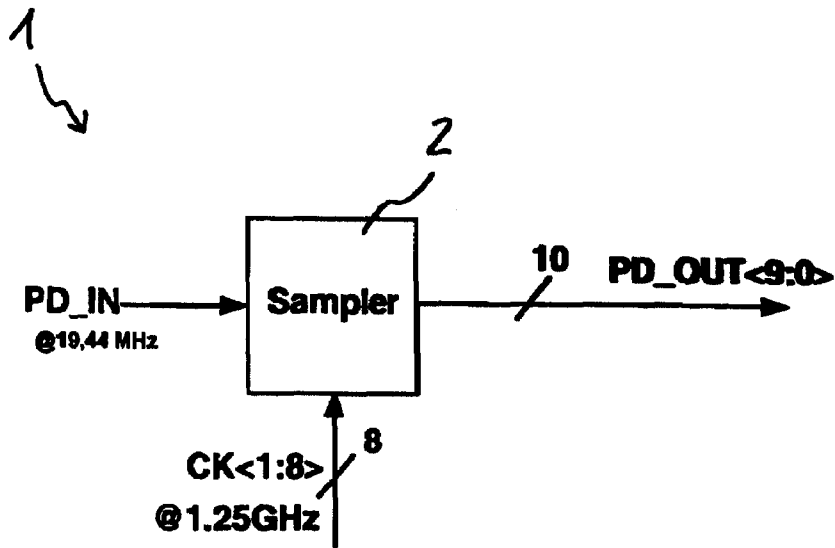 1
2
10
PD_OUT<9:0>
PD_IN
Sampler
@19,44 MHz
8
CK<1:8>
@1.25GHz